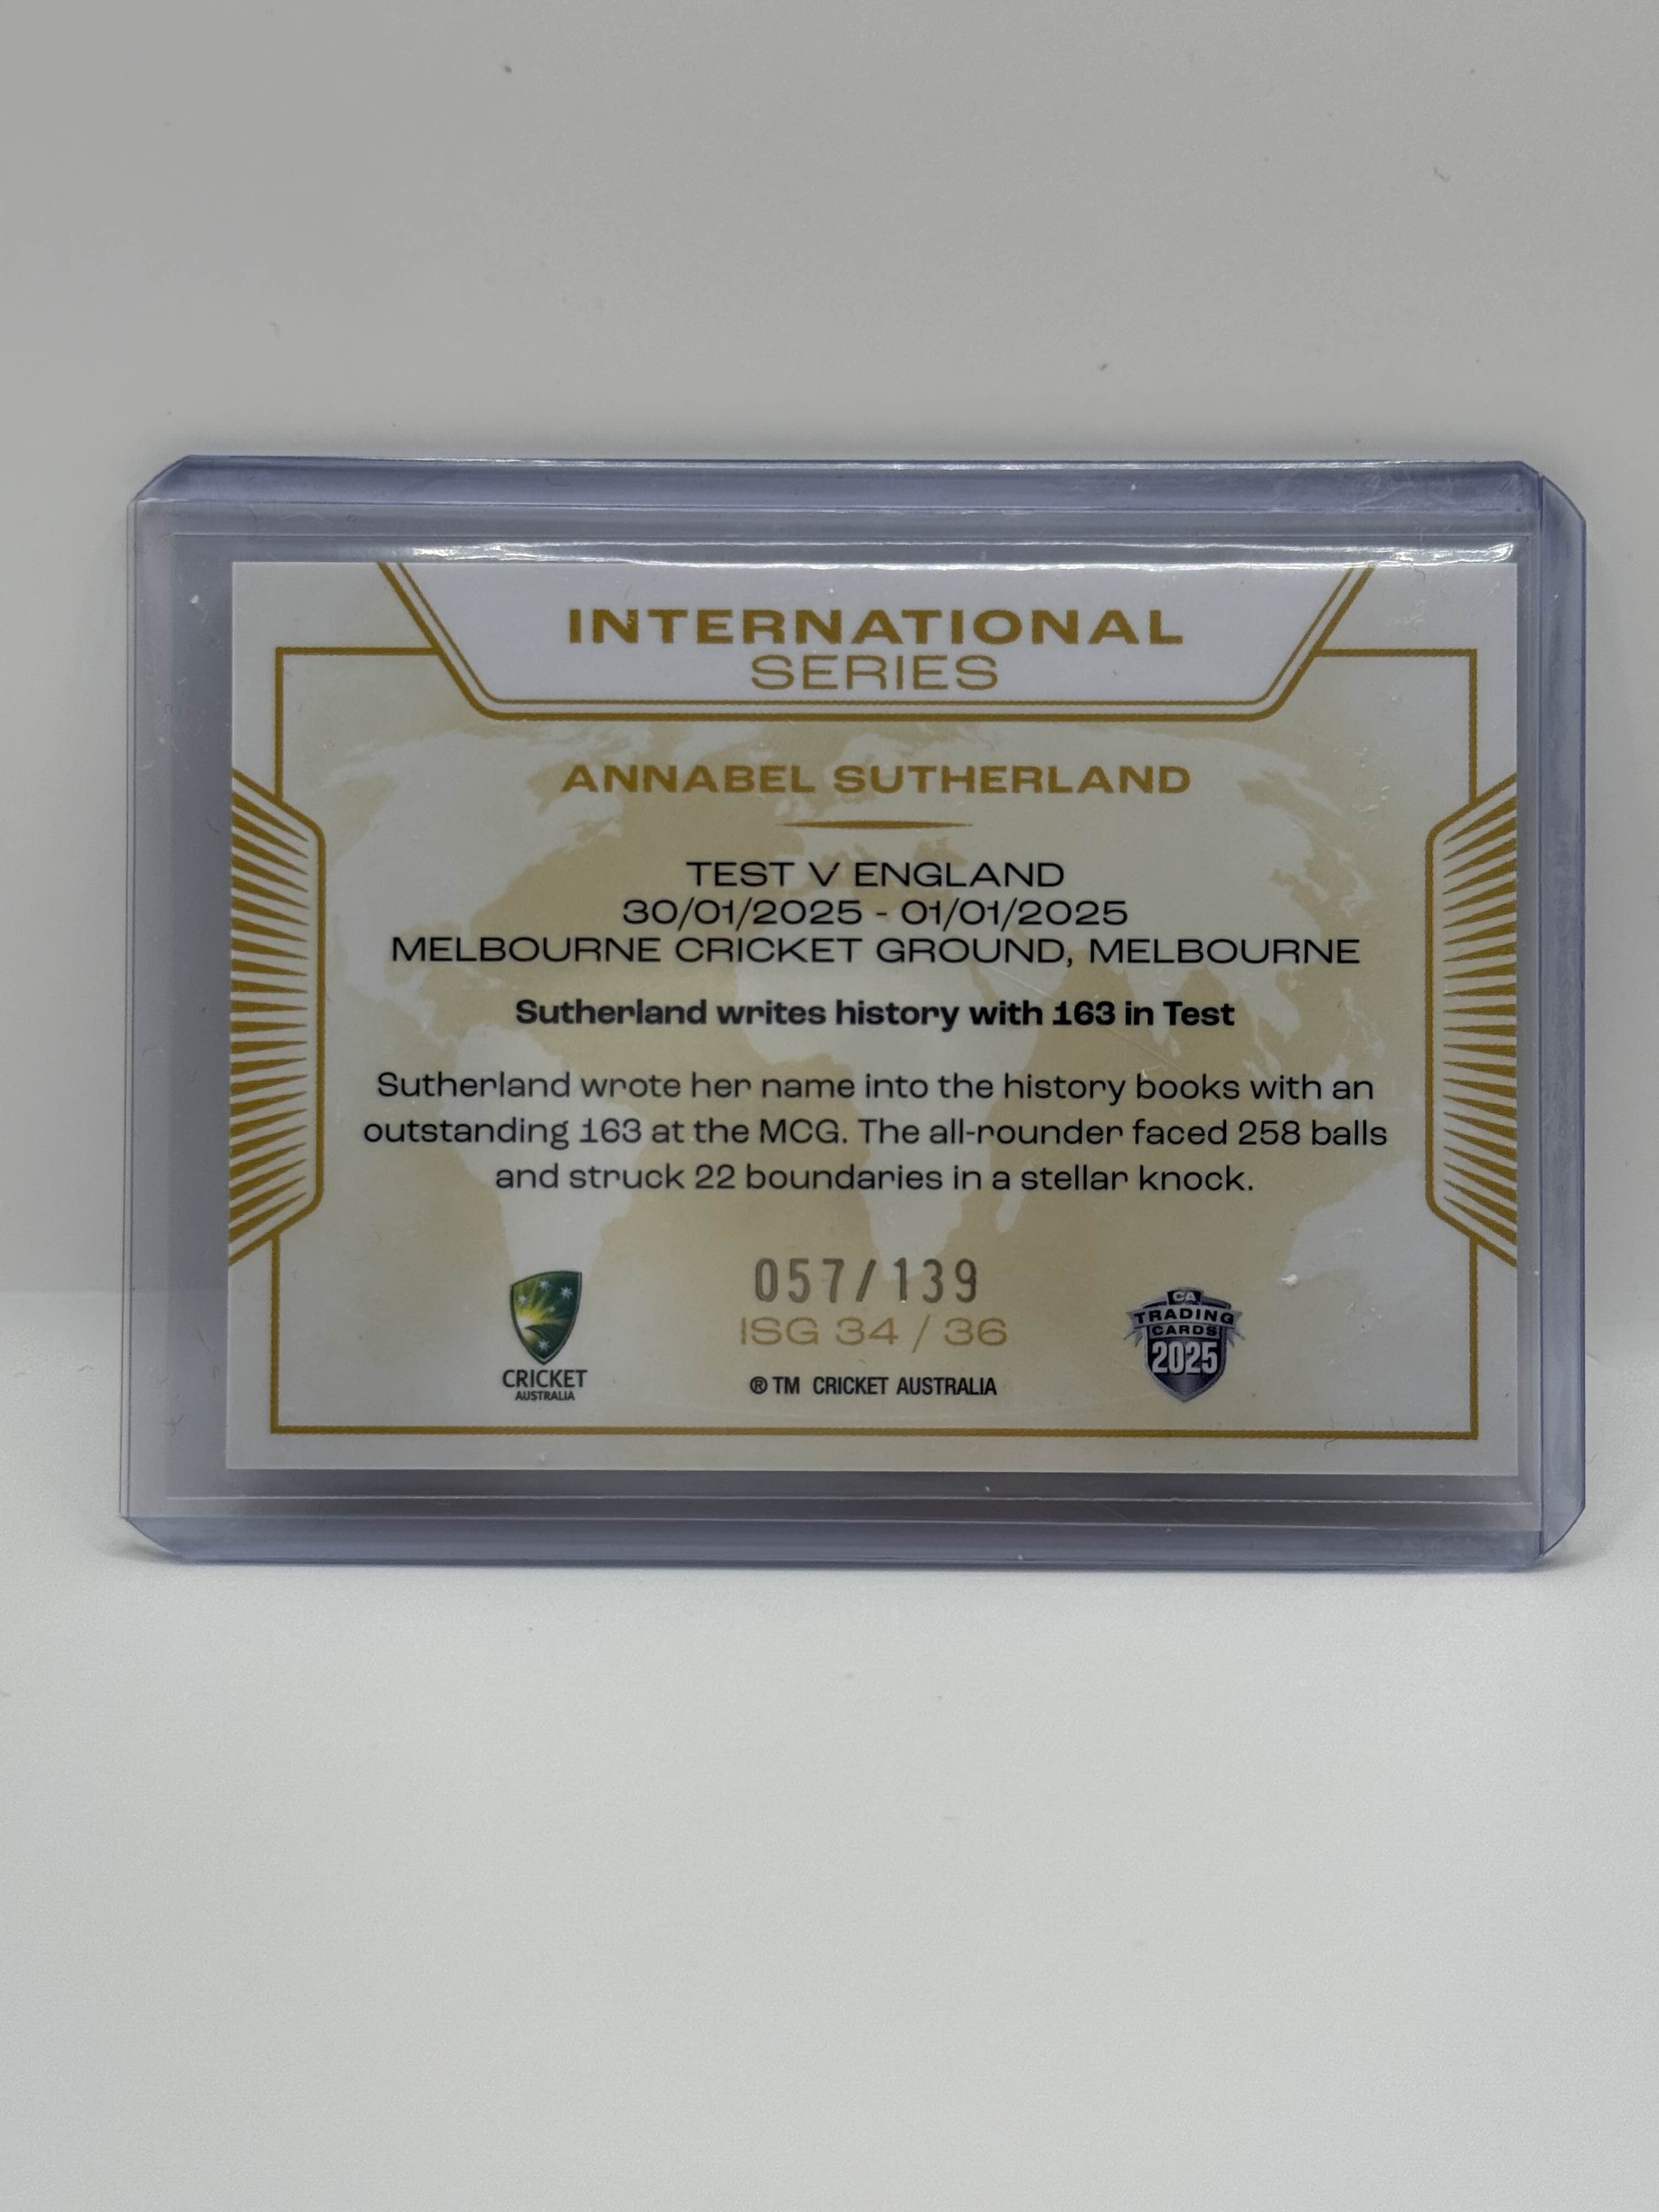 INTERNATIONAL
SERIES
ANNABEL SUTHERLAND
TEST V ENGLAND
30/01/2025 - 01/01/2025
MELBOURNE CRICKET GROUND, MELBOURNE
Sutherland writes history with 163 in Test
Sutherland wrote her name into the history books with an
outstanding 163 at the MCG. The all-rounder faced 258 balls
and struck 22 boundaries in a stellar knock.
057/139
ISG 34 / 36
®TM CRICKET AUSTRALIA
CRICKET
AUSTRALIA
CA
TRADING
CARDS
2025